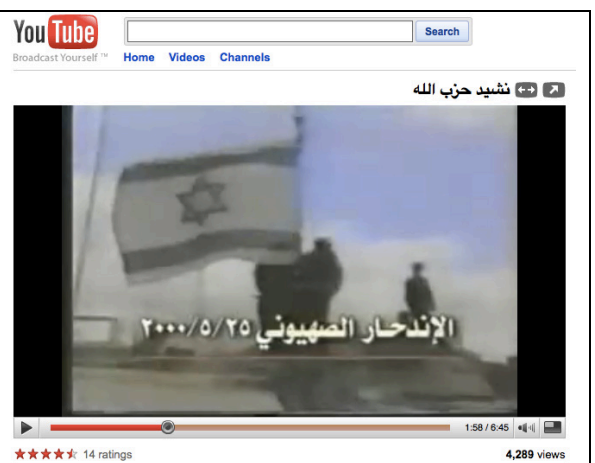 You Tube
Search
Broadcast Yourself ™
Home Videos Channels
نشيد حزب الله
الإندحار الصهيوني ٢٠٠٠/٥/٢٥
1:58 / 6:45
14 ratings
4,289 views